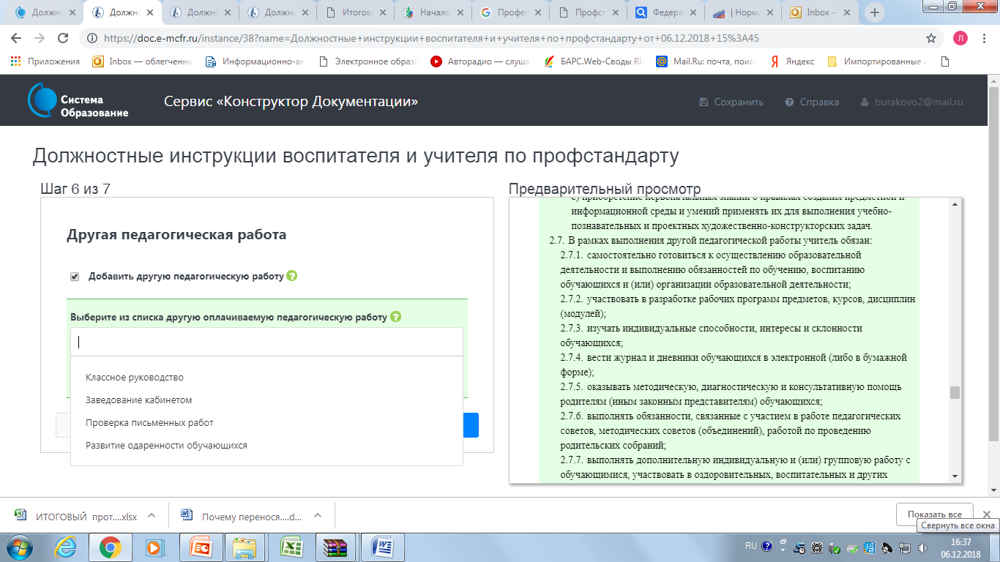 Должно
Должно
Должно
Должно
Итогов
Начало
Профес
Профста
Федера
| Норма
Inbox —
https://doc.e-mcfr.ru/instance/38?name=Должностные+инструкции+воспитателя+и+учителя+по+профстандарту+от+06.12.2018+15%3A45
Л
Приложения
Inbox — облегченн
Информационно-ан
Электронное образо
Авторадио — слуша
БАРС.Web-Своды
Mail.Ru: почта, поис
Яндекс
Импортированные
Система
Образование
Сервис «Конструктор Документации»
Сохранить
Справка
burakovo2@mail.ru
Должностные инструкции воспитателя и учителя по профстандарту
Шаг 6 из 7
Другая педагогическая работа
Добавить другую педагогическую работу ?
Выберите из списка другую оплачиваемую педагогическую работу ?
Классное руководство
Заведование кабинетом
Проверка письменных работ
Развитие одаренности обучающихся
Предварительный просмотр
информационной среды и умений применять их для выполнения учебно-
познавательных и проектных художественно-конструкторских задач.
2.7. В рамках выполнения другой педагогической работы учитель обязан:
2.7.1. самостоятельно готовиться к осуществлению образовательной
деятельности и выполнению обязанностей по обучению, воспитанию
обучающихся и (или) организации образовательной деятельности;
2.7.2. участвовать в разработке рабочих программ предметов, курсов, дисциплин
(модулей);
2.7.3. изучать индивидуальные способности, интересы и склонности
обучающихся;
2.7.4. вести журнал и дневники обучающихся в электронной (либо в бумажной
форме);
2.7.5. оказывать методическую, диагностическую и консультативную помощь
родителям (иным законным представителям) обучающихся;
2.7.6. выполнять обязанности, связанные с участием в работе педагогических
советов, методических советов (объединений), работой по проведению
родительских собраний;
2.7.7. выполнять дополнительную индивидуальную и (или) групповую работу с
обучающимися, участвовать в оздоровительных, воспитательных и других
ИТОГОВЫЙ прот....xlsx
Почему перенося....d...
Показать все
Свернуть все окна
RU
16:37
06.12.2018